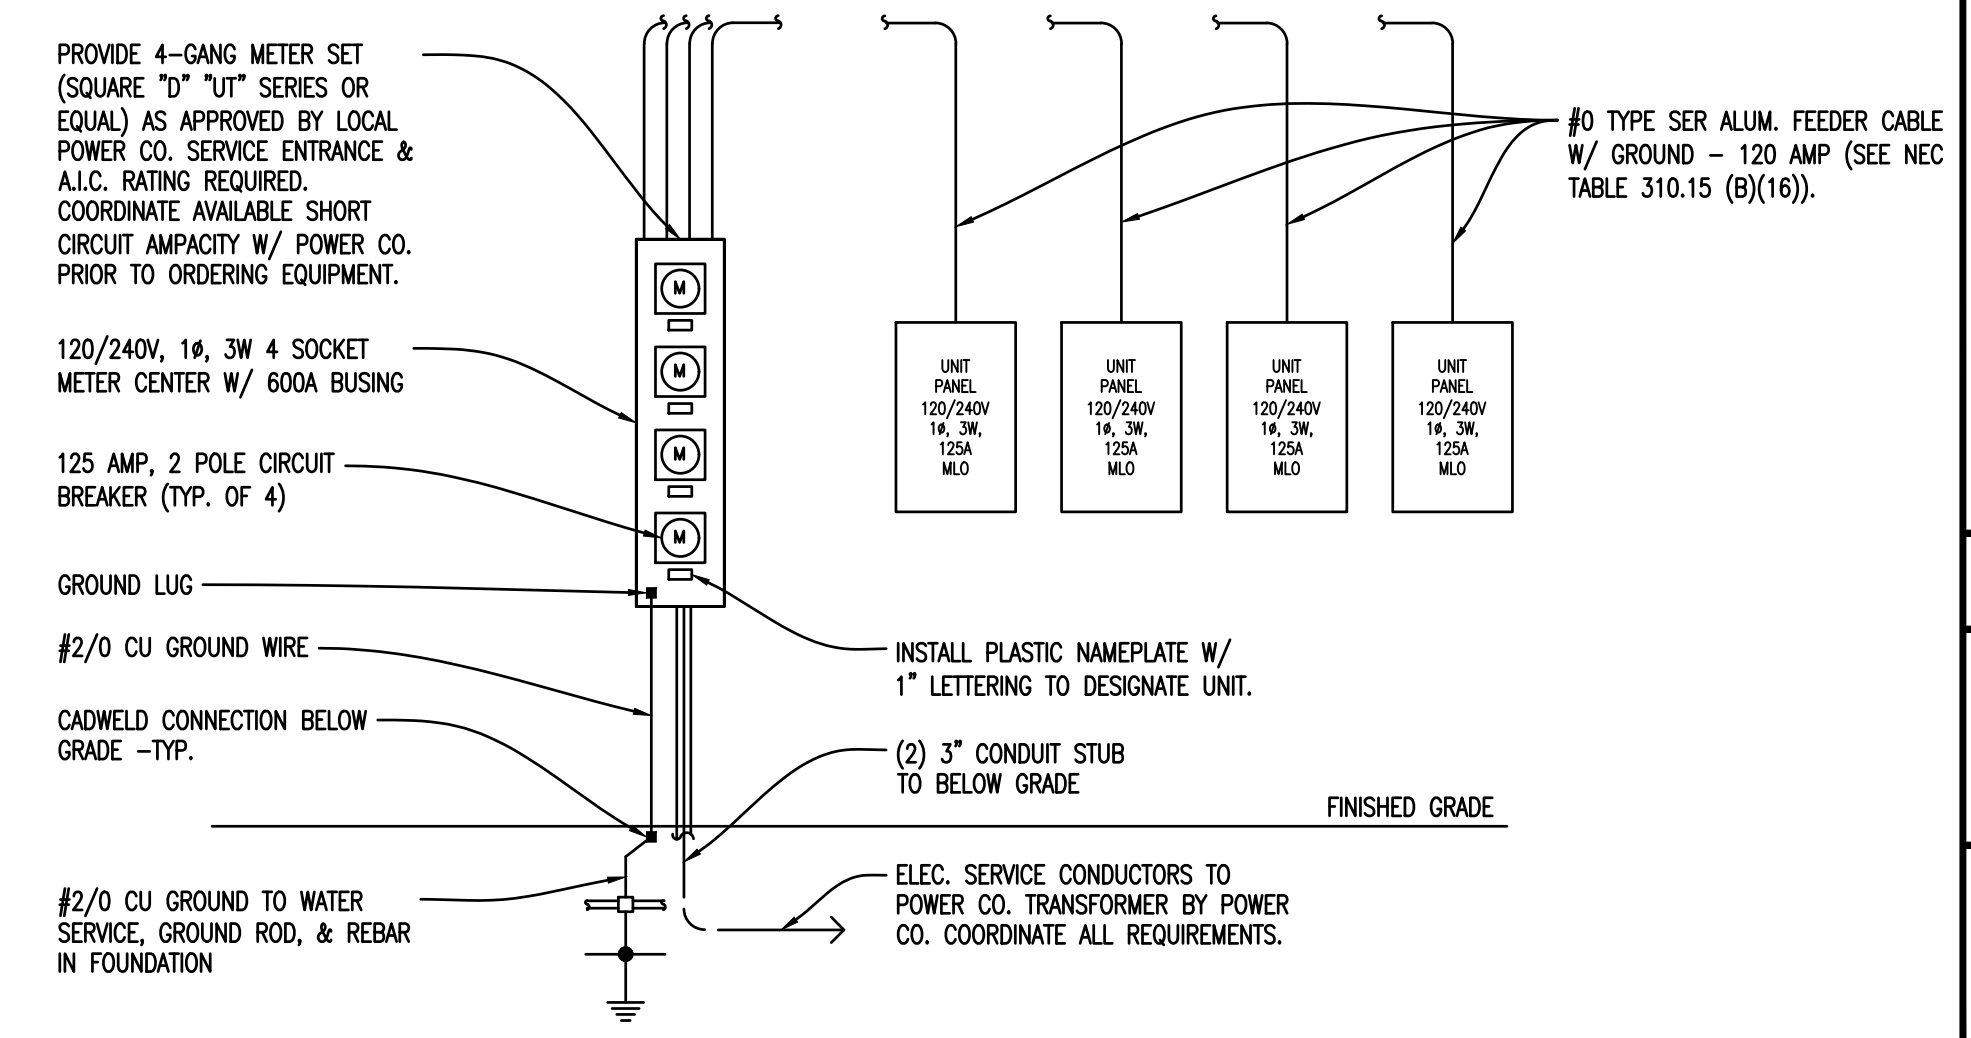 PROVIDE 4-GANG METER SET
(SQUARE "D" "UT" SERIES OR
EQUAL) AS APPROVED BY LOCAL
POWER CO. SERVICE ENTRANCE &
A.I.C. RATING REQUIRED.
COORDINATE AVAILABLE SHORT
CIRCUIT AMPACITY W/ POWER CO.
PRIOR TO ORDERING EQUIPMENT.
120/240V, 1ø, 3W 4 SOCKET
METER CENTER W/ 600A BUSING
125 AMP, 2 POLE CIRCUIT
BREAKER (TYP. OF 4)
GROUND LUG
#2/0 CU GROUND WIRE
CADWELD CONNECTION BELOW
GRADE -TYP.
#2/0 CU GROUND TO WATER
SERVICE, GROUND ROD, & REBAR
IN FOUNDATION
M
M
M
M
#0 TYPE SER ALUM. FEEDER CABLE
W/ GROUND - 120 AMP (SEE NEC
TABLE 310.15 (B)(16)).
UNIT
PANEL
120/240V
1ø, 3W,
125A
MLO
UNIT
PANEL
120/240V
1ø, 3W,
125A
MLO
UNIT
PANEL
120/240V
1ø, 3W,
125A
MLO
UNIT
PANEL
120/240V
1ø, 3W,
125A
MLO
INSTALL PLASTIC NAMEPLATE W/
1" LETTERING TO DESIGNATE UNIT.
(2) 3" CONDUIT STUB
TO BELOW GRADE
FINISHED GRADE
ELEC. SERVICE CONDUCTORS TO
POWER CO. TRANSFORMER BY POWER
CO. COORDINATE ALL REQUIREMENTS.